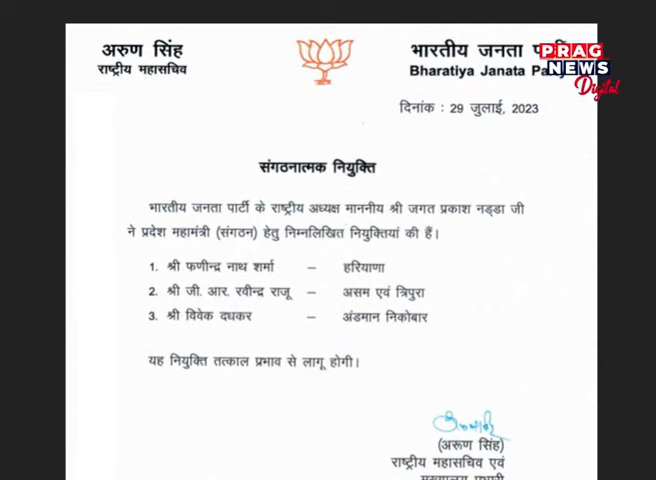 अरुण सिंह
राष्ट्रीय महासचिव
भारतीय जनता
Bharatiya Janata
PRAG
NEWS
Digital
दिनांक : 29 जुलाई, 2023
संगठनात्मक नियुक्ति
भारतीय जनता पार्टी के राष्ट्रीय अध्यक्ष माननीय श्री जगत प्रकाश नड्डा जी
ने प्रदेश महामंत्री (संगठन) हेतु निम्नलिखित नियुक्तियां की हैं।
1. श्री फणीन्द्र नाथ शर्मा – हरियाणा
2. श्री जी. आर. रवीन्द्र राजू – असम एवं त्रिपुरा
3. श्री विवेक दधकर – अंडमान निकोबार
यह नियुक्ति तत्काल प्रभाव से लागू होगी।
(अरूण सिंह)
राष्ट्रीय महासचिव एवं